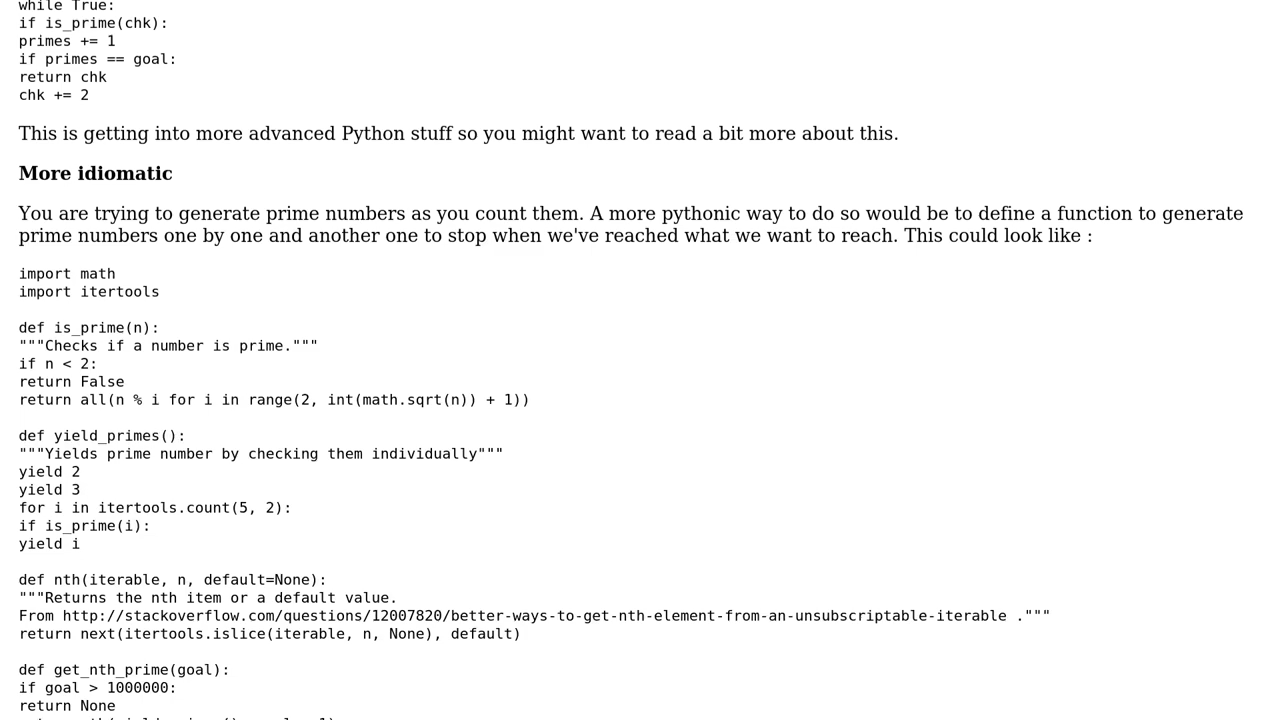 while True:
if is_prime(chk):
primes += 1
if primes == goal:
return chk
chk += 2
This is getting into more advanced Python stuff so you might want to read a bit more about this.
More idiomatic
You are trying to generate prime numbers as you count them. A more pythonic way to do so would be to define a function to generate
prime numbers one by one and another one to stop when we've reached what we want to reach. This could look like :
import math
import itertools
def is_prime(n):
"""Checks if a number is prime."""
if n < 2:
return False
return all(n % i for i in range(2, int(math.sqrt(n)) + 1))
def yield_primes():
"""Yields prime number by checking them individually"""
yield 2
yield 3
for i in itertools.count(5, 2):
if is_prime(i):
yield i
def nth(iterable, n, default=None):
"""Returns the nth item or a default value.
From http://stackoverflow.com/questions/12007820/better-ways-to-get-nth-element-from-an-unsubscriptable-iterable ."""
return next(itertools.islice(iterable, n, None), default)
def get_nth_prime(goal):
if goal > 1000000:
return None